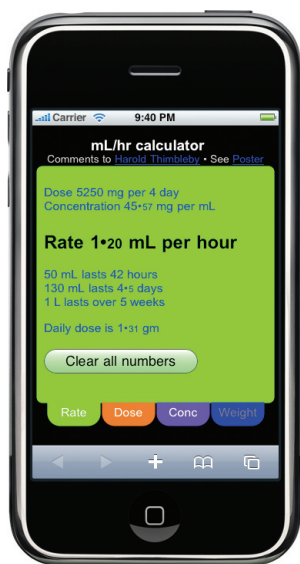 Carrier 9:40 PM
mL/hr calculator
Comments to Harold Thimbleby • See Poster
Dose 5250 mg per 4 day
Concentration 45•57 mg per mL
Rate 1•20 mL per hour
50 mL lasts 42 hours
130 mL lasts 4•5 days
1 L lasts over 5 weeks
Daily dose is 1•31 gm
Clear all numbers
Rate Dose Conc Weight